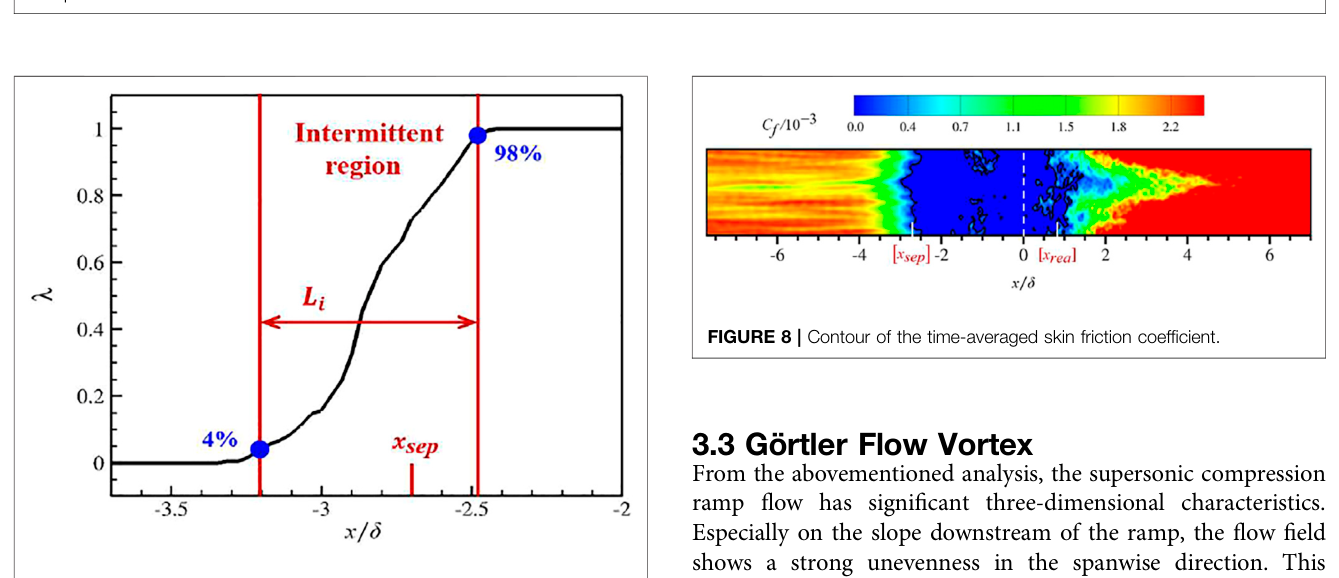 Intermittent
region
98%
1
0.8
0.6
0.4
0.2
0
λ
L_i
4%
x_sep
-3.5
-3
-2.5
-2
x/δ
C_f/10^-3
0.0 0.4 0.7 1.1 1.5 1.8 2.2
-6 -4 [x_sep] -2 0 [x_rea] 2 4 6
x/δ
FIGURE 8 | Contour of the time-averaged skin friction coefficient.
3.3 Görtler Flow Vortex
From the abovementioned analysis, the supersonic compression
ramp flow has significant three-dimensional characteristics.
Especially on the slope downstream of the ramp, the flow field
shows a strong unevenness in the spanwise direction. This